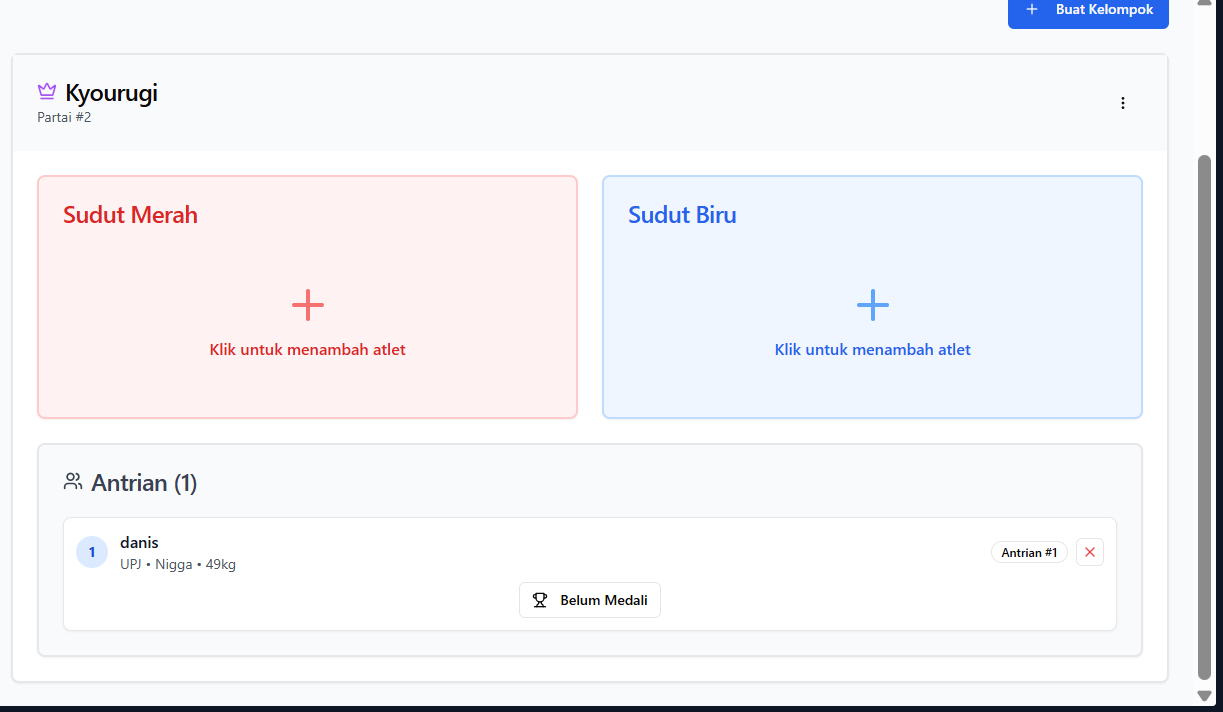 Buat Kelompok
Kyourugi
Partai #2
Sudut Merah
Klik untuk menambah atlet
Sudut Biru
Klik untuk menambah atlet
Antrian (1)
1
danis
UPJ • Nigga • 49kg
Antrian #1
Belum Medali